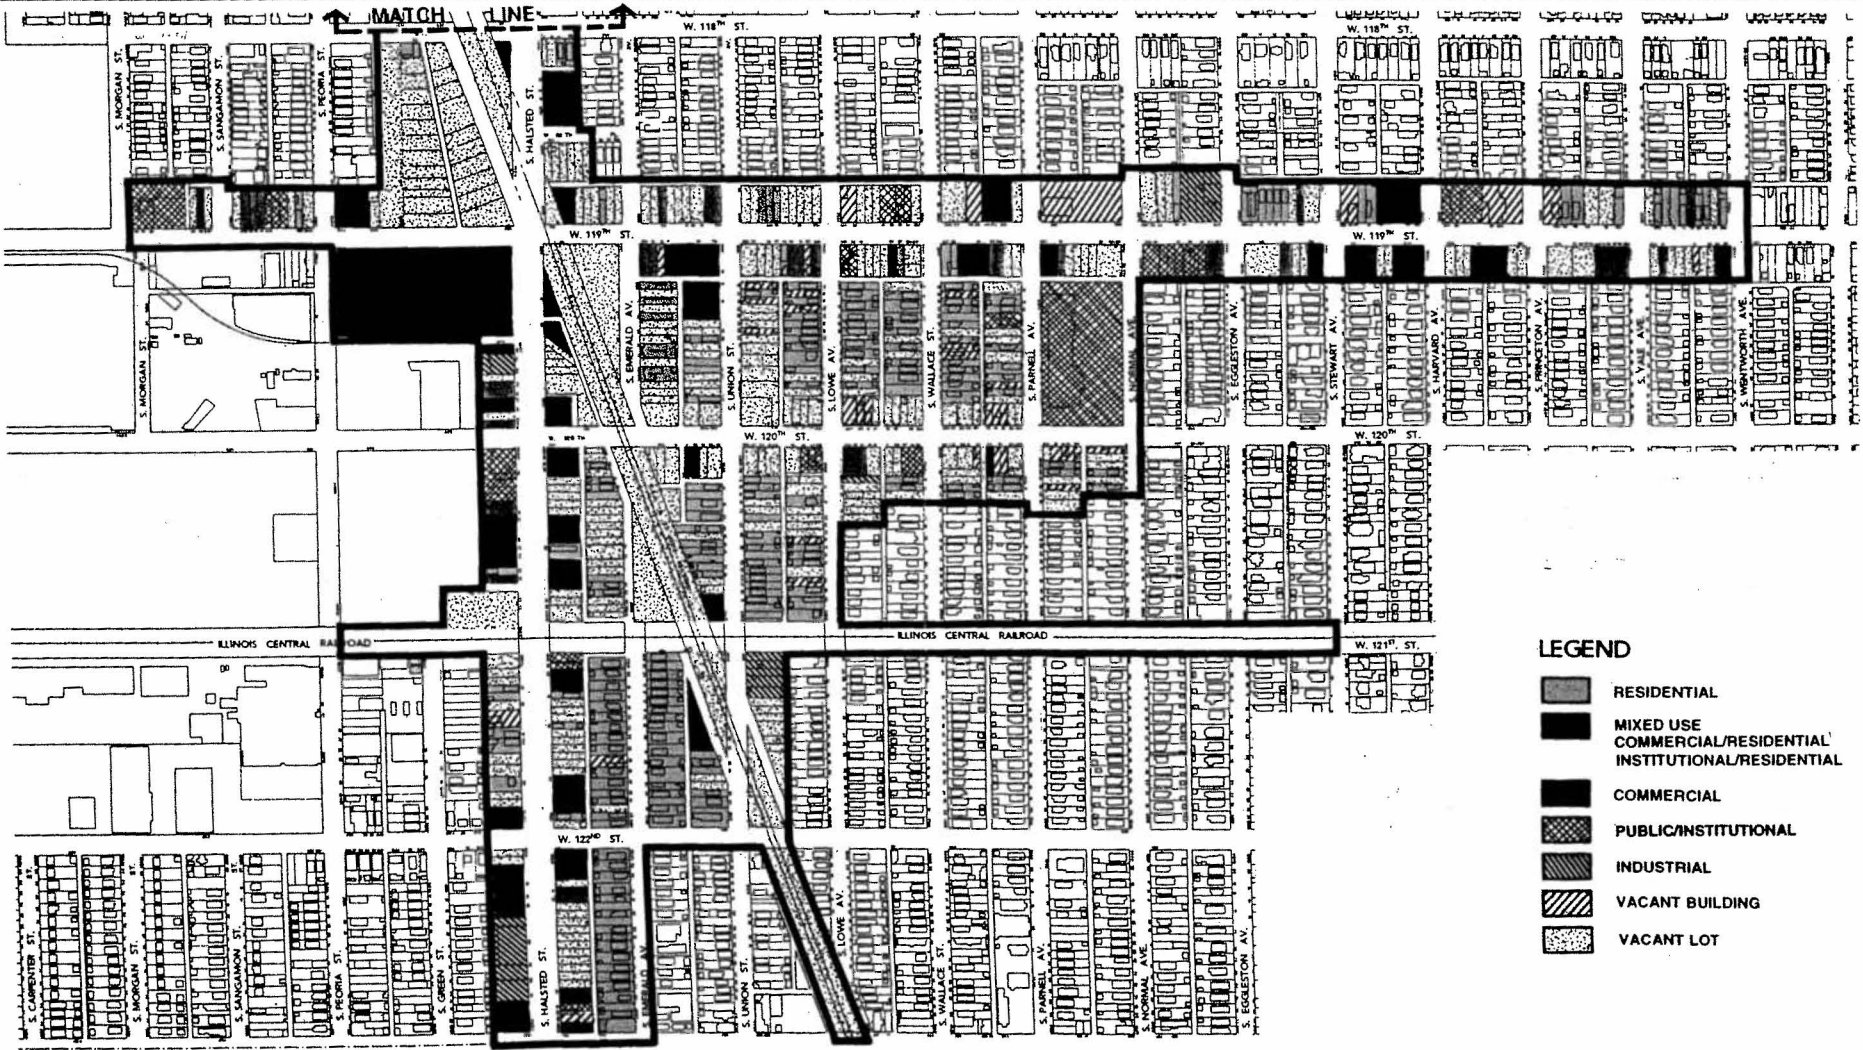 MATCH LINE
W. 118TH ST.
W. 118TH ST.
S. MORGAN ST.
S. SANGAMON ST.
S. PEORIA ST.
S. HALSTED ST.
W. 119TH ST.
W. 119TH ST.
S. MORGAN ST.
S. EMERALD AV.
S. UNION ST.
S. LOWE AV.
S. WALLACE ST.
S. PARNELL AV.
S. NORMAL AVE.
S. EGGLESTON AV.
S. STEWART AV.
S. HARVARD AV.
S. PRINCETON AV.
S. YALE AVE.
S. WENTWORTH AVE.
W. 120TH ST.
W. 120TH ST.
ILLINOIS CENTRAL RAILROAD
ILLINOIS CENTRAL RAILROAD
W. 121ST. ST.
LEGEND
RESIDENTIAL
MIXED USE
COMMERCIAL/RESIDENTIAL
INSTITUTIONAL/RESIDENTIAL
COMMERCIAL
PUBLIC/INSTITUTIONAL
INDUSTRIAL
VACANT BUILDING
VACANT LOT
W. 122ND ST.
S. CARPENTER ST.
S. MORGAN ST.
S. SANGAMON ST.
S. PEORIA ST.
S. GREEN ST.
S. HALSTED ST.
S. EMERALD AV.
S. UNION ST.
S. LOWE AV.
S. WALLACE ST.
S. PARNELL AV.
S. NORMAL AVE.
S. EGGLESTON AV.